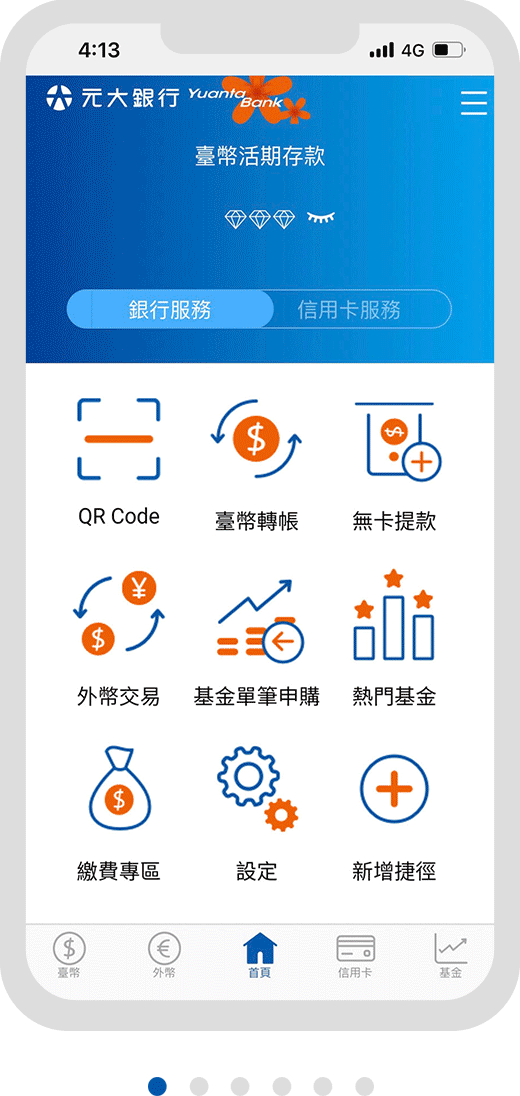 4:13 4G
元大銀行 Yuanta Bank
臺幣活期存款
銀行服務 信用卡服務
$
$
QR Code 臺幣轉帳 無卡提款
¥
$
外幣交易 基金單筆申購 熱門基金
$
繳費專區 設定 新增捷徑
$ €
臺幣 外幣 首頁 信用卡 基金